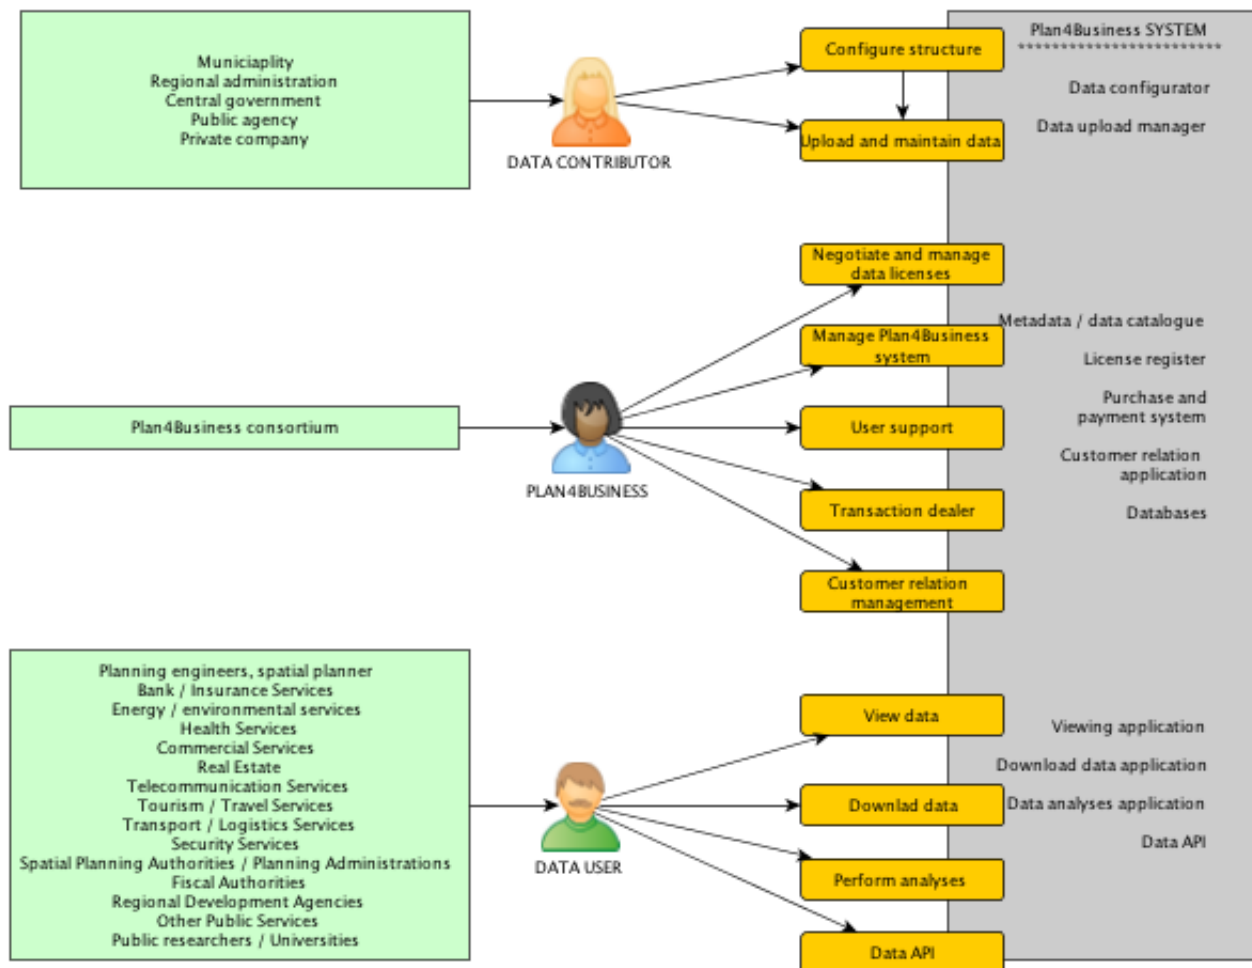 Municiaplity
Regional administration
Central government
Public agency
Private company
DATA CONTRIBUTOR
Configure structure
Upload and maintain data
Plan4Business SYSTEM
************************
Data configurator
Data upload manager
Plan4Business consortium
PLAN4BUSINESS
Negotiate and manage
data licenses
Manage Plan4Business
system
User support
Transaction dealer
Customer relation
management
Metadata / data catalogue
License register
Purchase and
payment system
Customer relation
application
Databases
Planning engineers, spatial planner
Bank / Insurance Services
Energy / environmental services
Health Services
Commercial Services
Real Estate
Telecommunication Services
Tourism / Travel Services
Transport / Logistics Services
Security Services
Spatial Planning Authorities / Planning Administrations
Fiscal Authorities
Regional Development Agencies
Other Public Services
Public researchers / Universities
DATA USER
View data
Downlad data
Perform analyses
Data API
Viewing application
Download data application
Data analyses application
Data API